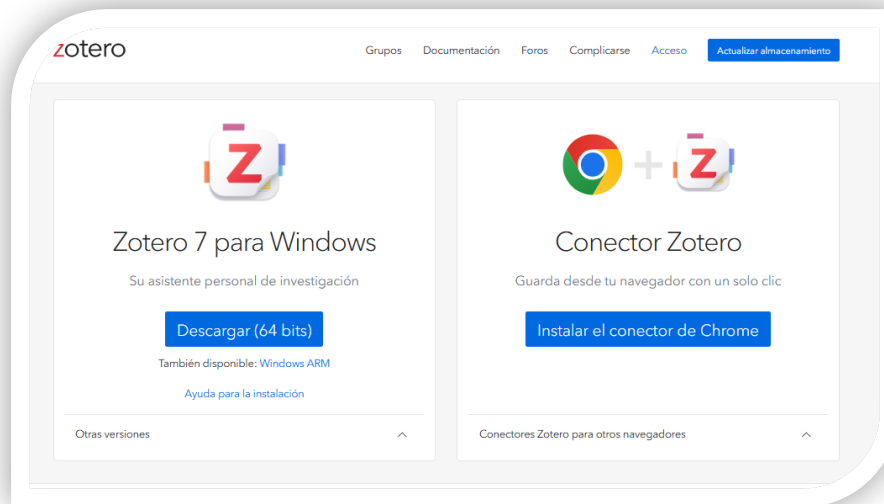 zotero
Grupos Documentación Foros Complicarse Acceso Actualizar almacenamiento
Z
Zotero 7 para Windows
Su asistente personal de investigación
Descargar (64 bits)
También disponible: Windows ARM
Ayuda para la instalación
Otras versiones
Z
Conector Zotero
Guarda desde tu navegador con un solo clic
Instalar el conector de Chrome
Conectores Zotero para otros navegadores